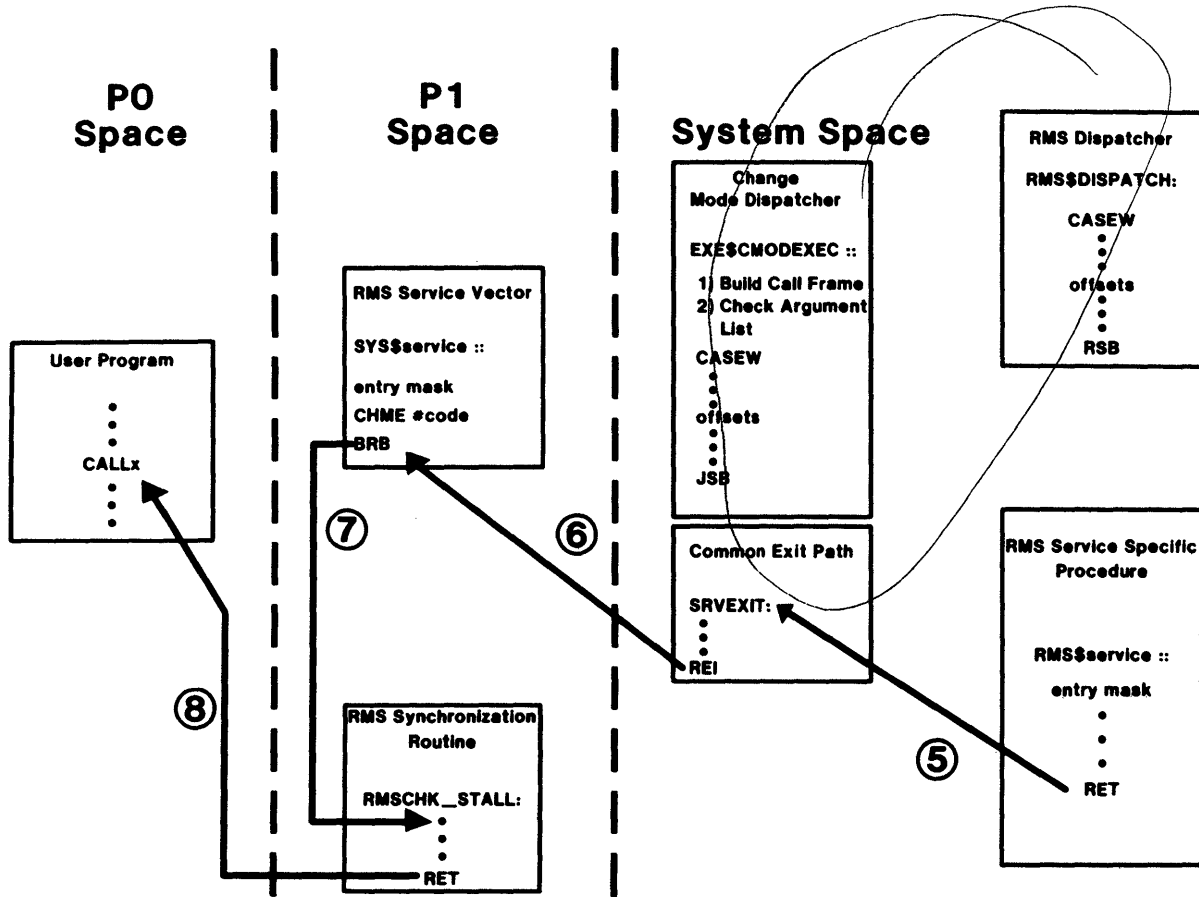 P0
Space
P1
Space
System Space
User Program
CALLx
RMS Service Vector
SYS$service ::
entry mask
CHME #code
BRB
RMS Synchronization
Routine
RMSCHK_STALL:
RET
Change
Mode Dispatcher
EXE$CMODEXEC ::
1) Build Call Frame
2) Check Argument
List
CASEW
offsets
JSB
Common Exit Path
SRVEXIT:
REI
RMS Dispatcher
RMS$DISPATCH:
CASEW
offsets
RSB
RMS Service Specific
Procedure
RMS$service ::
entry mask
RET
5
6
7
8